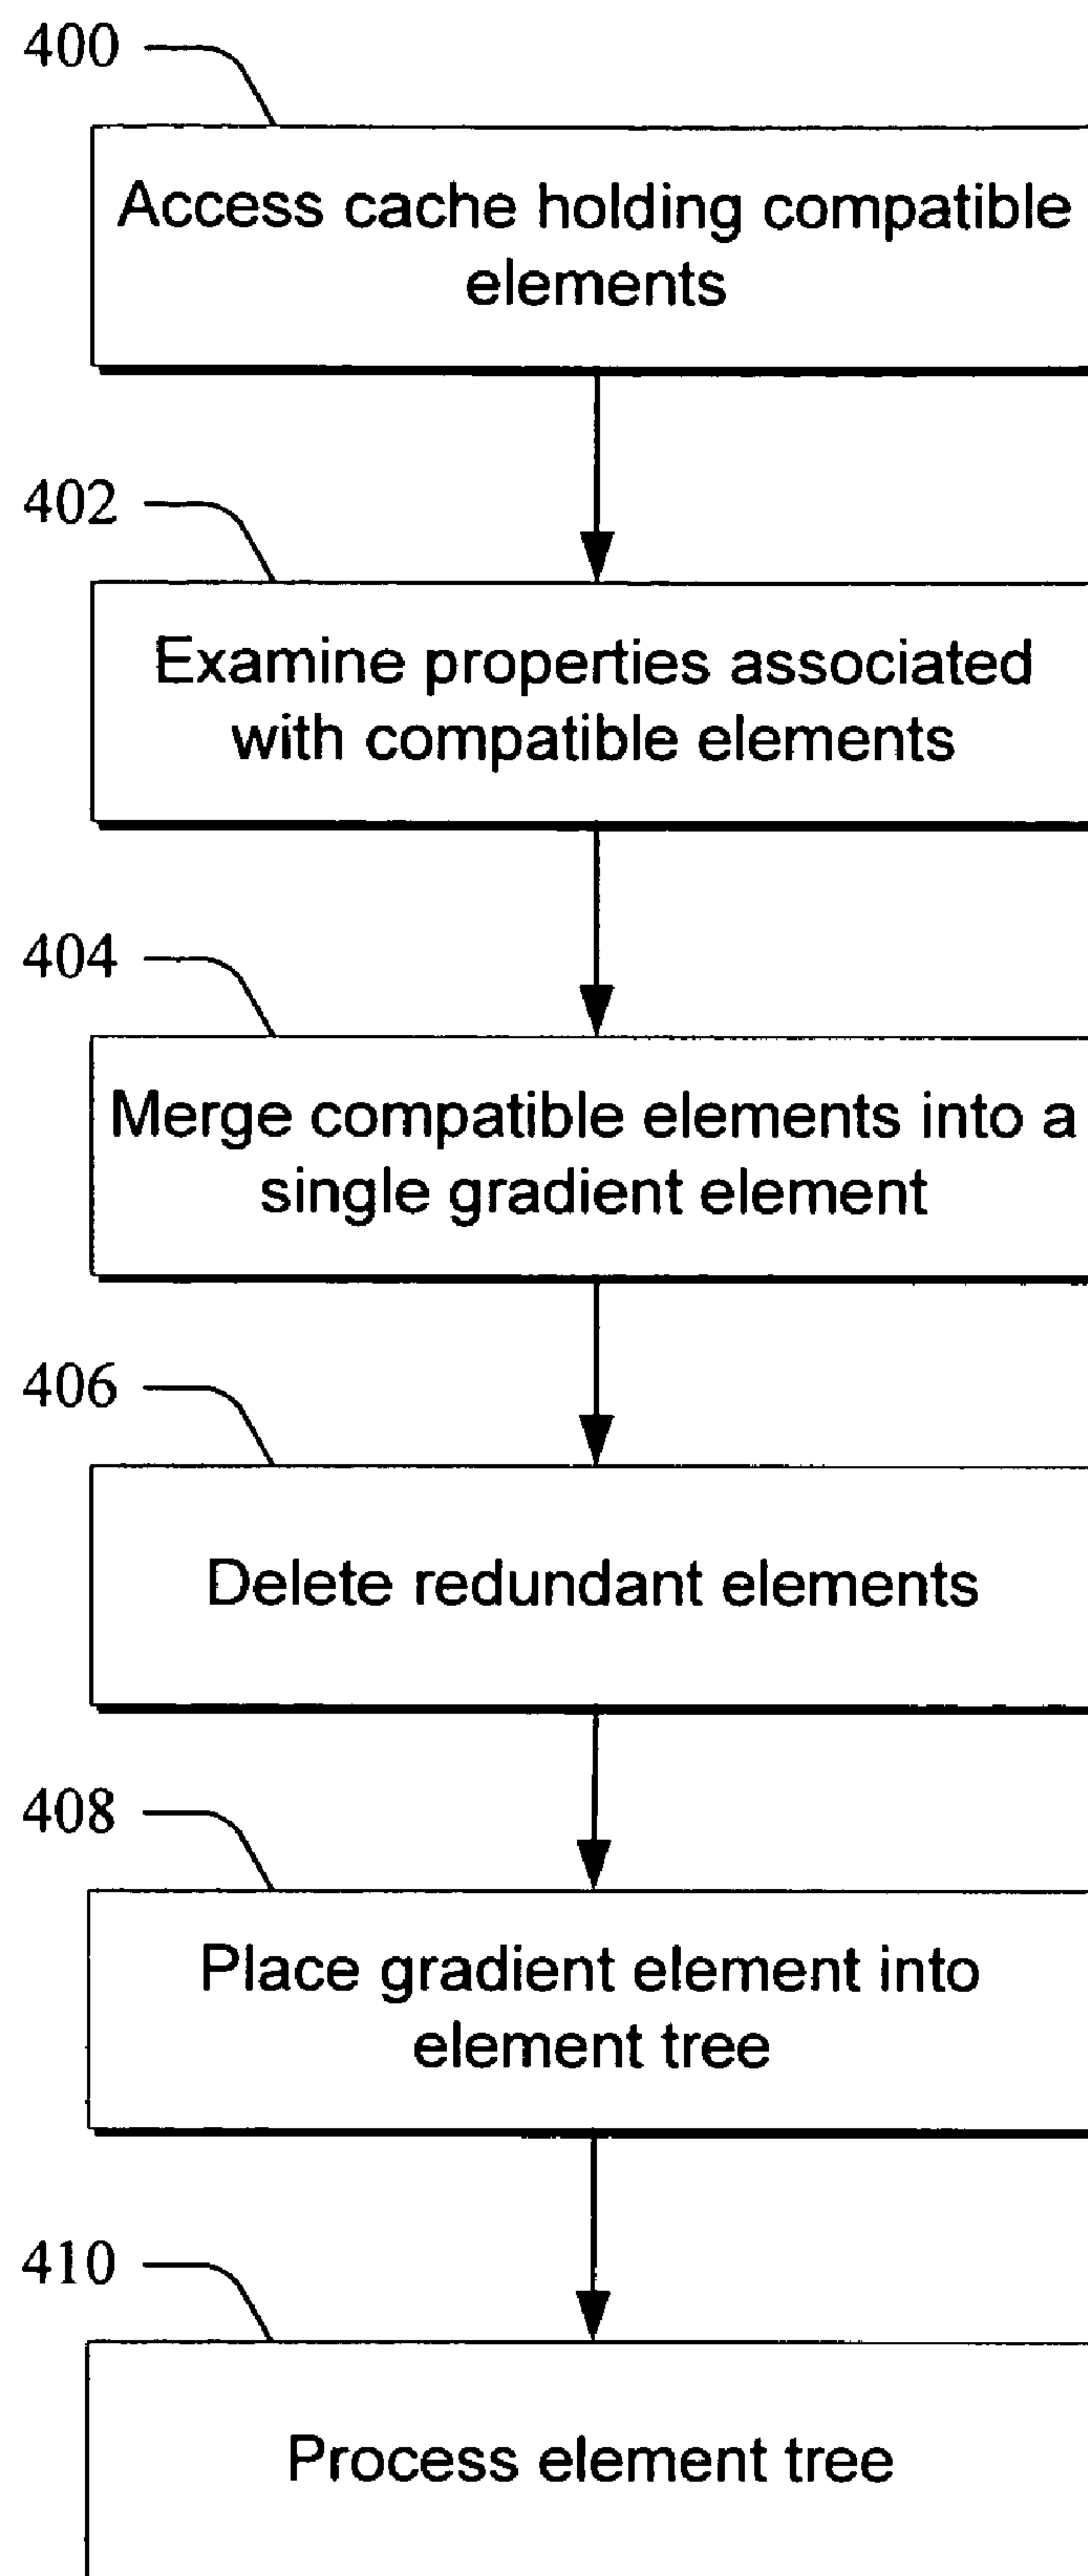 400
Access cache holding compatible
elements
402
Examine properties associated
with compatible elements
404
Merge compatible elements into a
single gradient element
406
Delete redundant elements
408
Place gradient element into
element tree
410
Process element tree